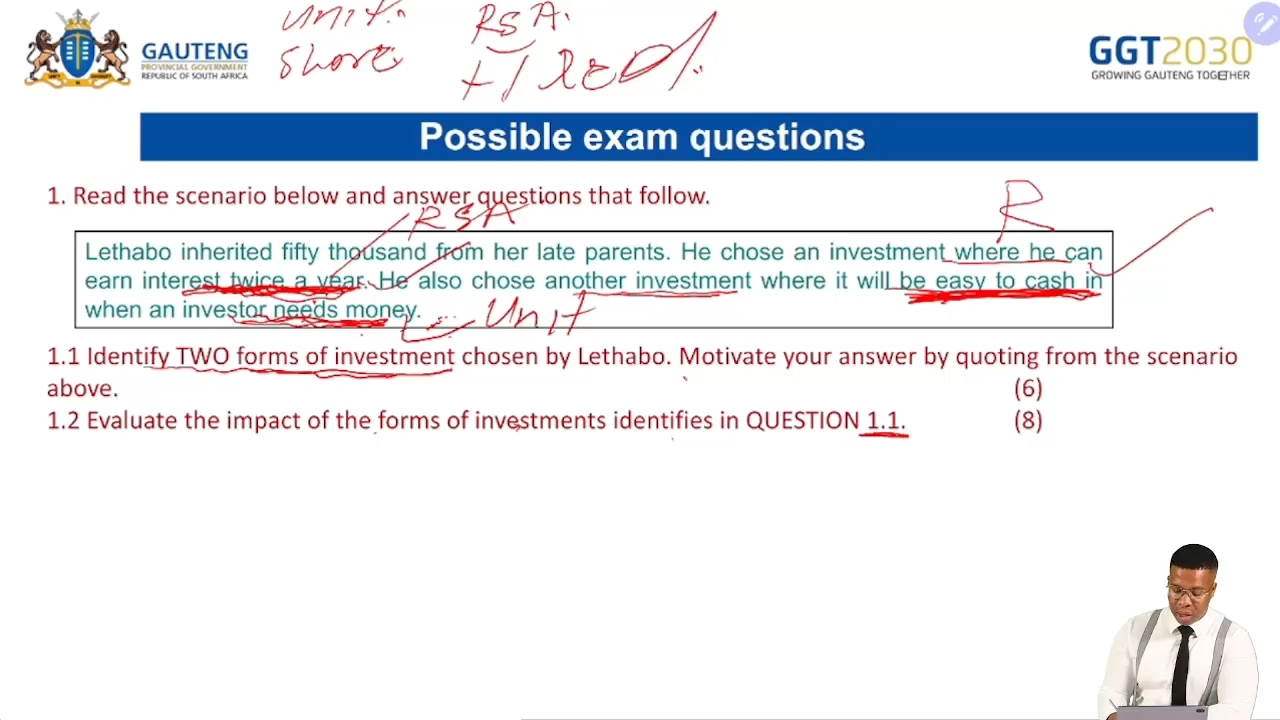 Unit.
Share
RSA.
GAUTENG
PROVINCIAL GOVERNMENT
REPUBLIC OF SOUTH AFRICA
GGT2030
GROWING GAUTENG TOGETHER
Possible exam questions
1. Read the scenario below and answer questions that follow.
RSA
R
Lethabo inherited fifty thousand from her late parents. He chose an investment where he can
earn interest twice a year. He also chose another investment where it will be easy to cash in
when an investor needs money.
Unit
1.1 Identify TWO forms of investment chosen by Lethabo. Motivate your answer by quoting from the scenario
above. (6)
1.2 Evaluate the impact of the forms of investments identifies in QUESTION 1.1. (8)